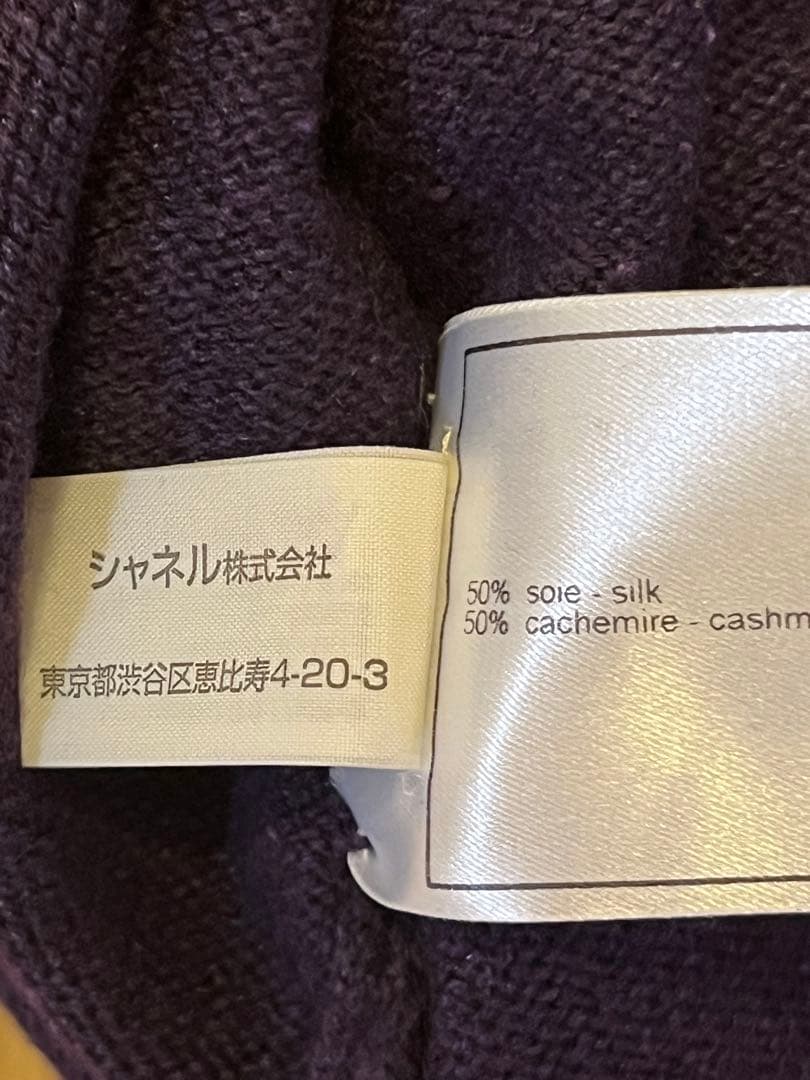 シャネル株式会社
東京都渋谷区恵比寿4-20-3
50% soie - silk
50% cachemire - cashm